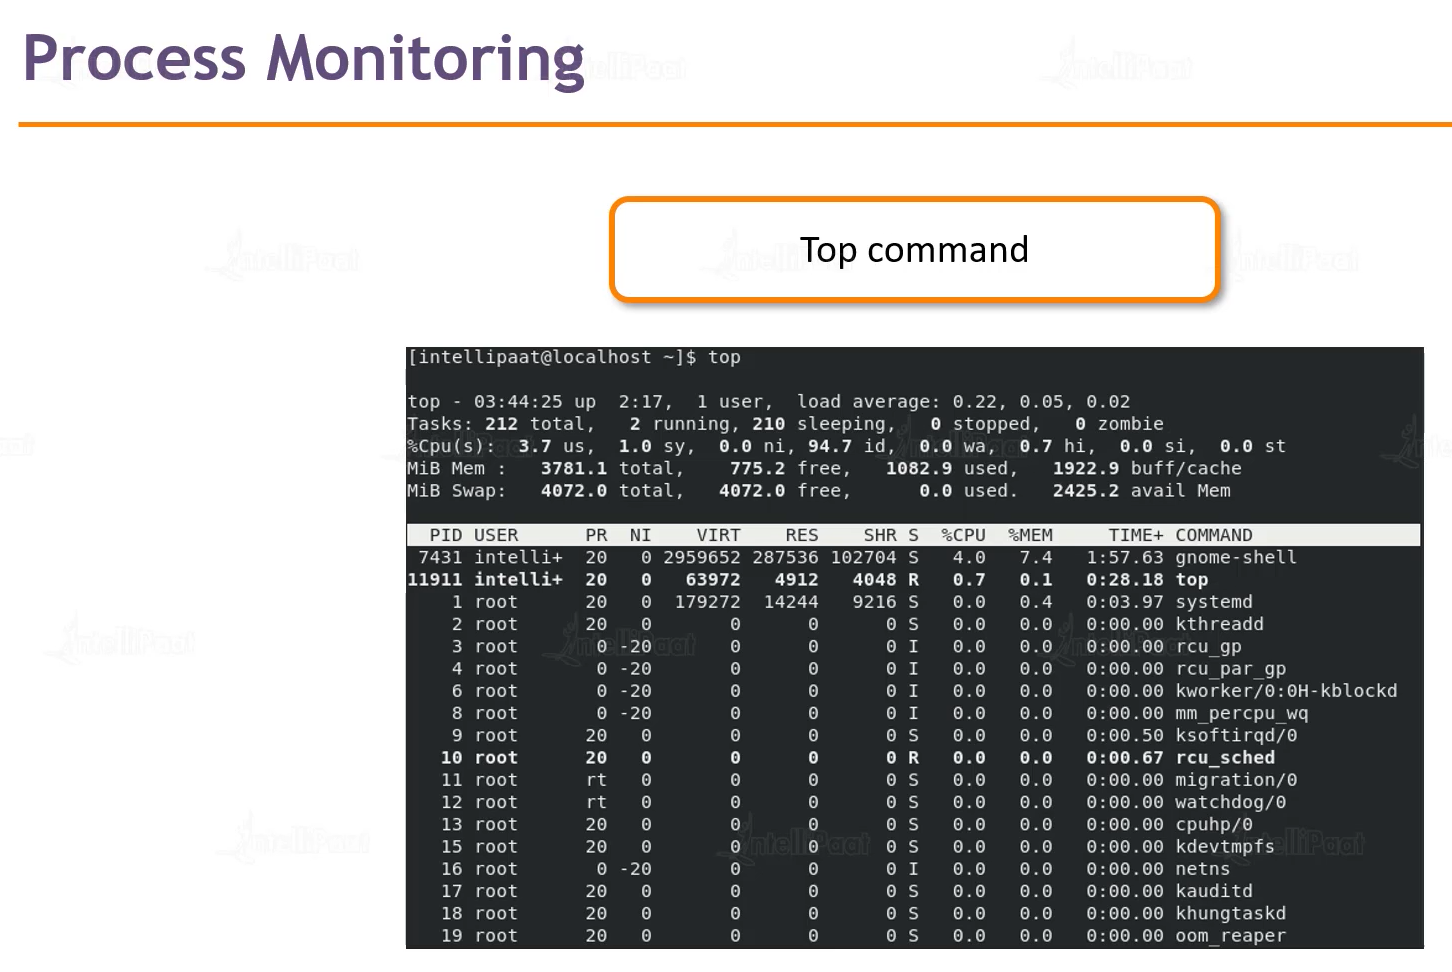 Process Monitoring
Top command
[intellipaat@localhost ~]$ top
top - 03:44:25 up  2:17,  1 user,  load average: 0.22, 0.05, 0.02
Tasks: 212 total,   2 running, 210 sleeping,   0 stopped,   0 zombie
%Cpu(s):  3.7 us,  1.0 sy,  0.0 ni, 94.7 id,  0.0 wa,  0.7 hi,  0.0 si,  0.0 st
MiB Mem :   3781.1 total,    775.2 free,   1082.9 used,   1922.9 buff/cache
MiB Swap:   4072.0 total,   4072.0 free,      0.0 used.   2425.2 avail Mem
PID USER      PR  NI    VIRT    RES    SHR S  %CPU  %MEM     TIME+ COMMAND
7431 intelli+  20   0 2959652 287536 102704 S   4.0   7.4   1:57.63 gnome-shell
11911 intelli+  20   0   63972   4912   4048 R   0.7   0.1   0:28.18 top
1 root      20   0  179272  14244   9216 S   0.0   0.4   0:03.97 systemd
2 root      20   0       0      0      0 S   0.0   0.0   0:00.00 kthreadd
3 root       0 -20       0      0      0 I   0.0   0.0   0:00.00 rcu_gp
4 root       0 -20       0      0      0 I   0.0   0.0   0:00.00 rcu_par_gp
6 root       0 -20       0      0      0 I   0.0   0.0   0:00.00 kworker/0:0H-kblockd
8 root       0 -20       0      0      0 I   0.0   0.0   0:00.00 mm_percpu_wq
9 root      20   0       0      0      0 S   0.0   0.0   0:00.50 ksoftirqd/0
10 root      20   0       0      0      0 R   0.0   0.0   0:00.67 rcu_sched
11 root      rt   0       0      0      0 S   0.0   0.0   0:00.00 migration/0
12 root      rt   0       0      0      0 S   0.0   0.0   0:00.00 watchdog/0
13 root      20   0       0      0      0 S   0.0   0.0   0:00.00 cpuhp/0
15 root      20   0       0      0      0 S   0.0   0.0   0:00.00 kdevtmpfs
16 root       0 -20       0      0      0 I   0.0   0.0   0:00.00 netns
17 root      20   0       0      0      0 S   0.0   0.0   0:00.00 kauditd
18 root      20   0       0      0      0 S   0.0   0.0   0:00.00 khungtaskd
19 root      20   0       0      0      0 S   0.0   0.0   0:00.00 oom_reaper